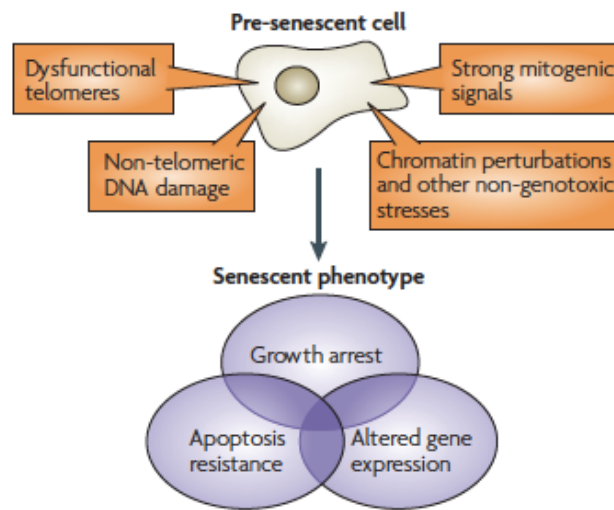 Pre-senescent cell
Dysfunctional
telomeres
Strong mitogenic
signals
Non-telomeric
DNA damage
Chromatin perturbations
and other non-genotoxic
stresses
Senescent phenotype
Growth arrest
Apoptosis
resistance
Altered gene
expression